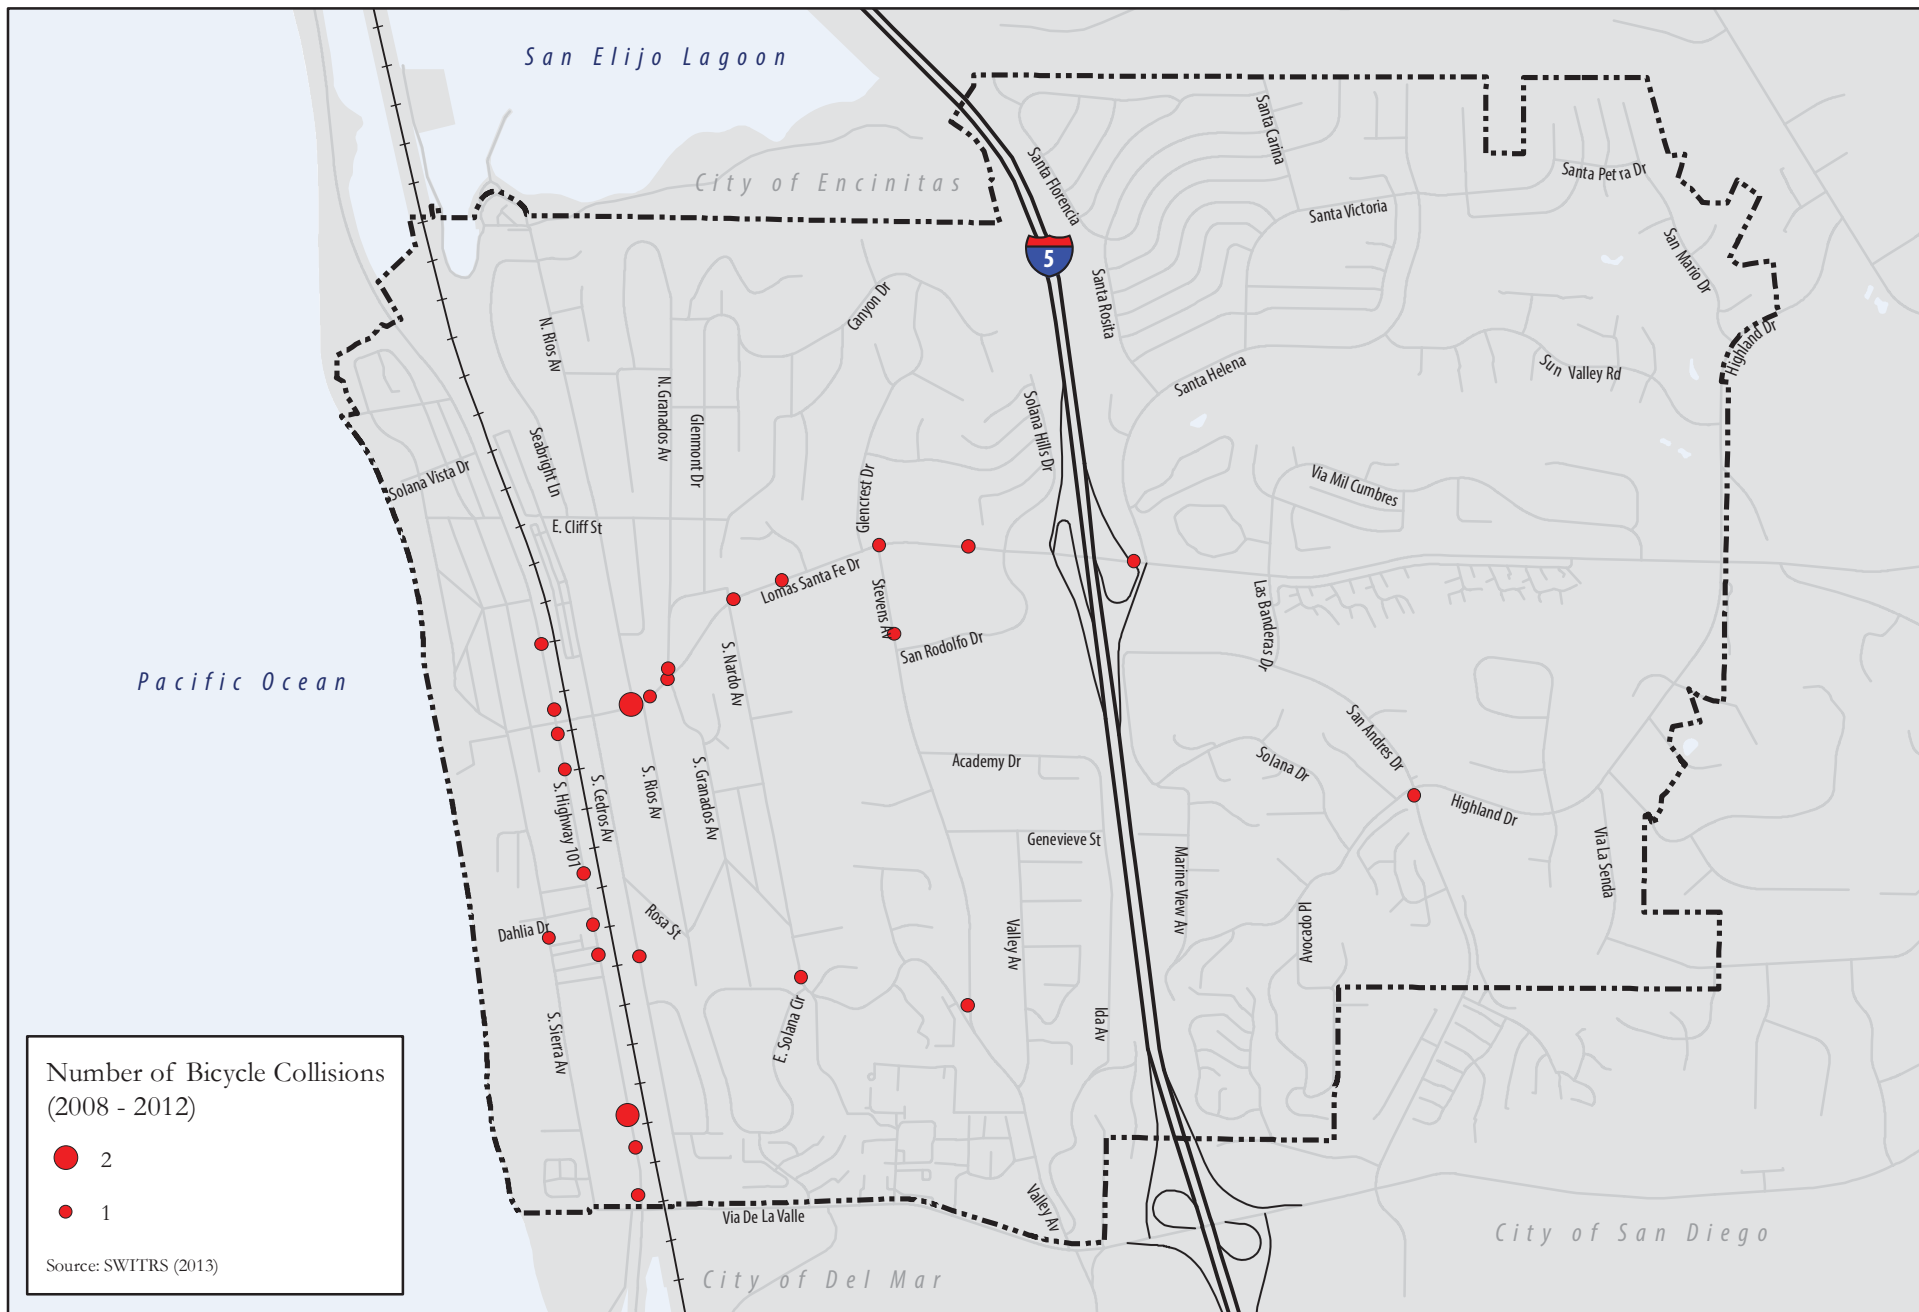 San Elijo Lagoon
City of Encinitas
Santa Carina
Santa Florencia
Santa Petra Dr
Santa Victoria
San Mario Dr
5
Santa Rosita
Canyon Dr
N. Rios Av
Highland Dr
Sun Valley Rd
Santa Helena
N. Granados Av
Glenmont Dr
Solana Hills Dr
Seabright Ln
Solana Vista Dr
Glencrest Dr
Via Mil Cumbres
E. Cliff St
Lomas Santa Fe Dr
Stevens Av
San Rodolfo Dr
Las Banderas Dr
S. Nardo Av
Pacific Ocean
San Andres Dr
Solana Dr
Academy Dr
S. Highway 101
S. Cedros Av
S. Rios Av
S. Granados Av
Highland Dr
Genevieve St
Marine View Av
Via La Senda
Dahlia Dr
Rosa St
Valley Av
Avocedo Pl
S. Sierra Av
E. Solana Cir
Ida Av
Number of Bicycle Collisions
(2008 - 2012)
2
1
Source: SWITRS (2013)
Via De La Valle
Valley Av
City of San Diego
City of Del Mar